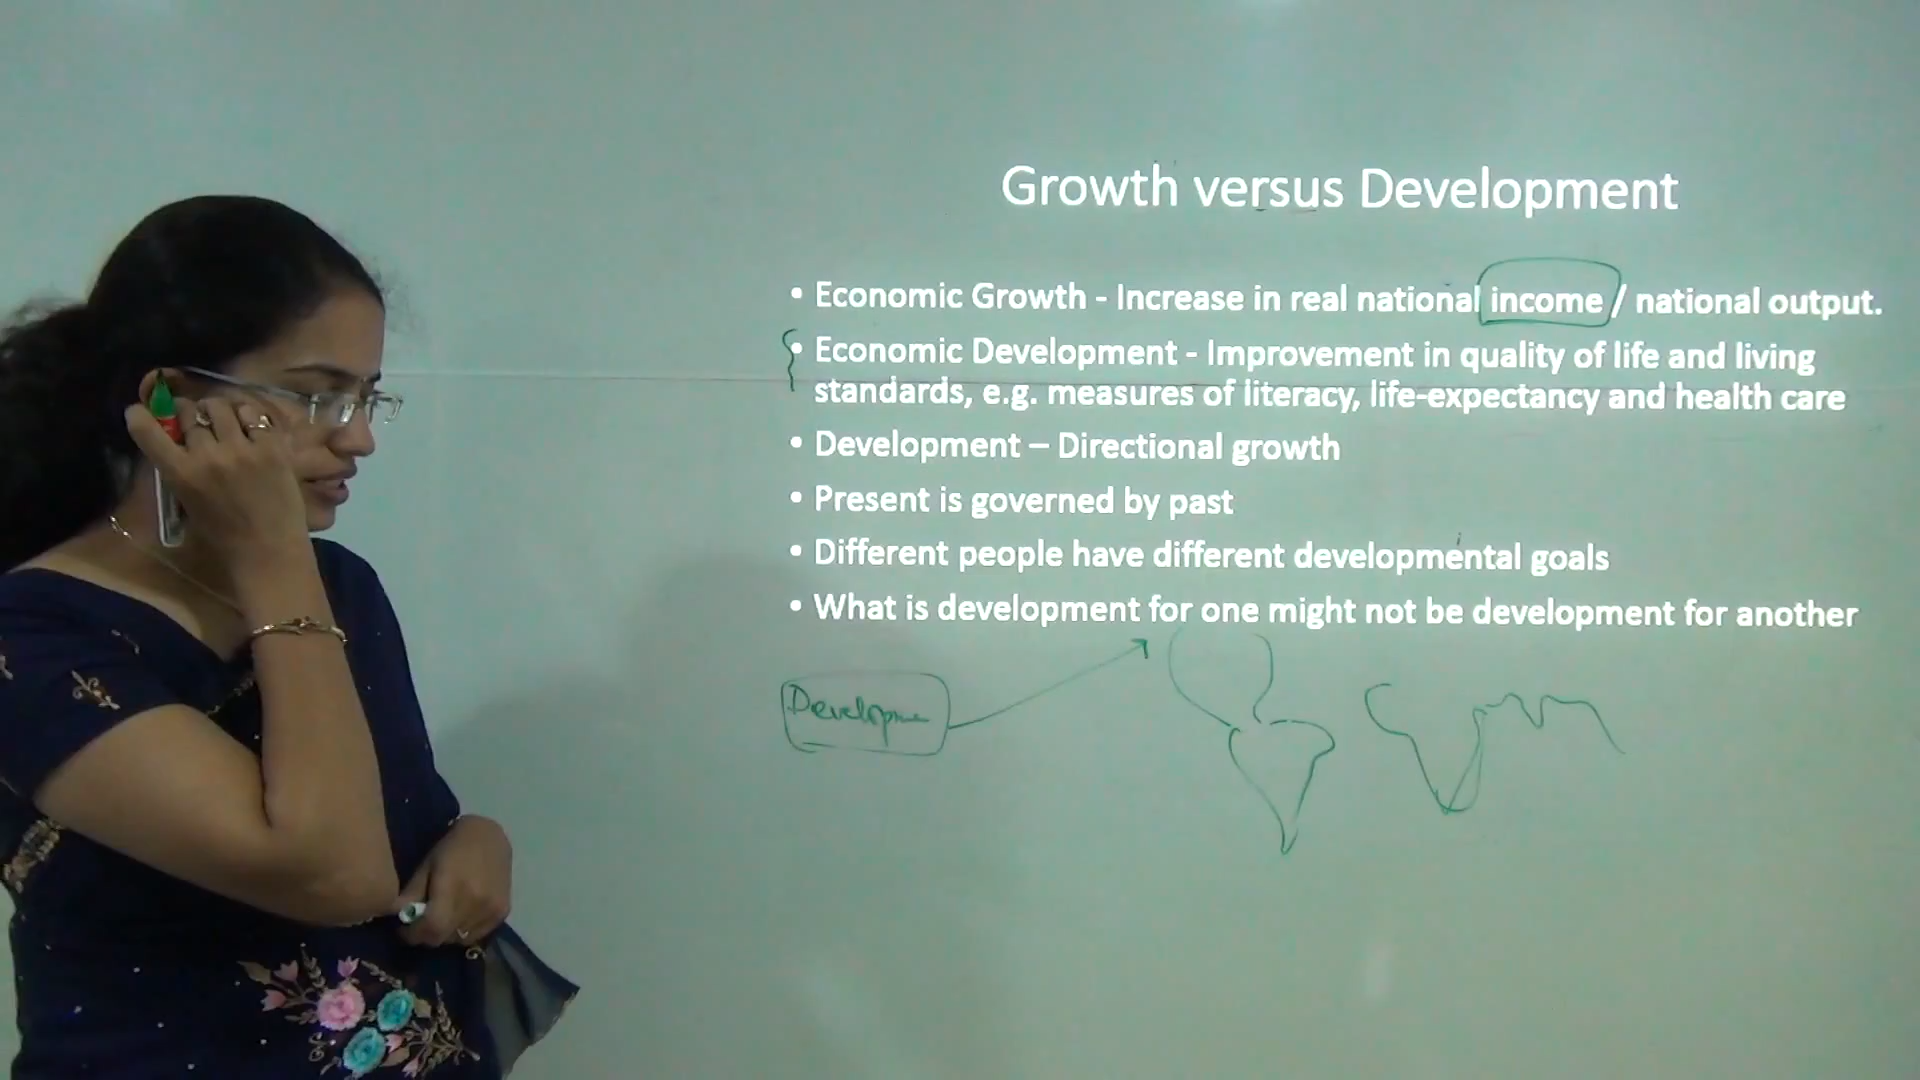 Growth versus Development
• Economic Growth - Increase in real national income / national output.
• Economic Development - Improvement in quality of life and living
standards, e.g. measures of literacy, life-expectancy and health care
• Development – Directional growth
• Present is governed by past
• Different people have different developmental goals
• What is development for one might not be development for another
Developme